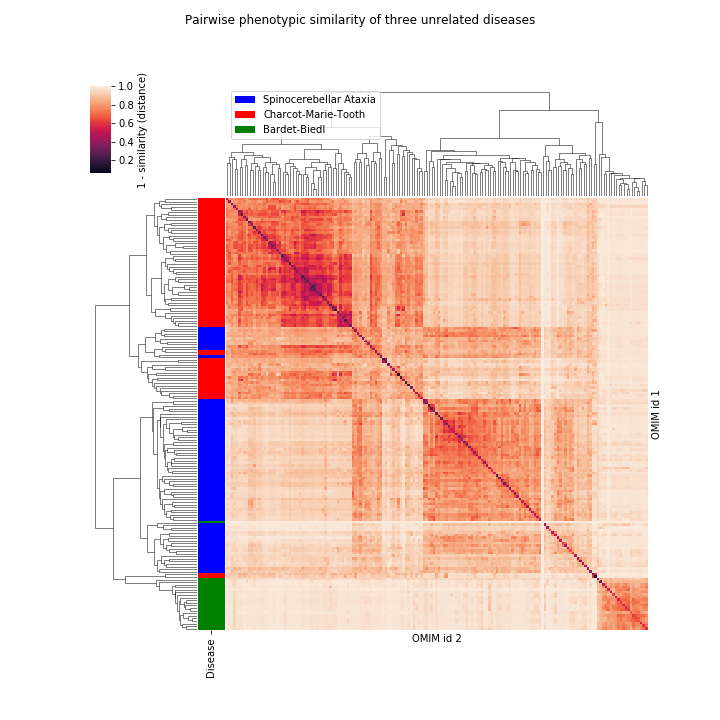 Pairwise phenotypic similarity of three unrelated diseases
1.0
0.8
0.6
0.4
0.2
1 - similarity (distance)
Spinocerebellar Ataxia
Charcot-Marie-Tooth
Bardet-Biedl
OMIM id 1
OMIM id 2
Disease